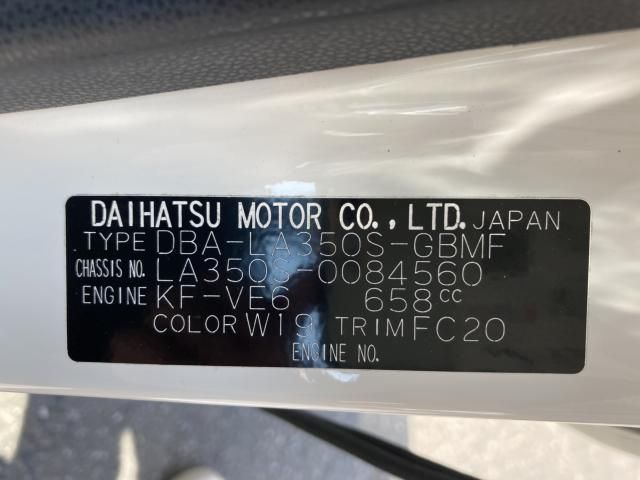 DAIHATSU MOTOR CO., LTD. JAPAN
TYPE DBA-LA350S-GBMF
CHASSIS NO. LA350S-0084560
ENGINE KF-VE6 658cc
COLOR W19 TRIM FC20
ENGINE NO.